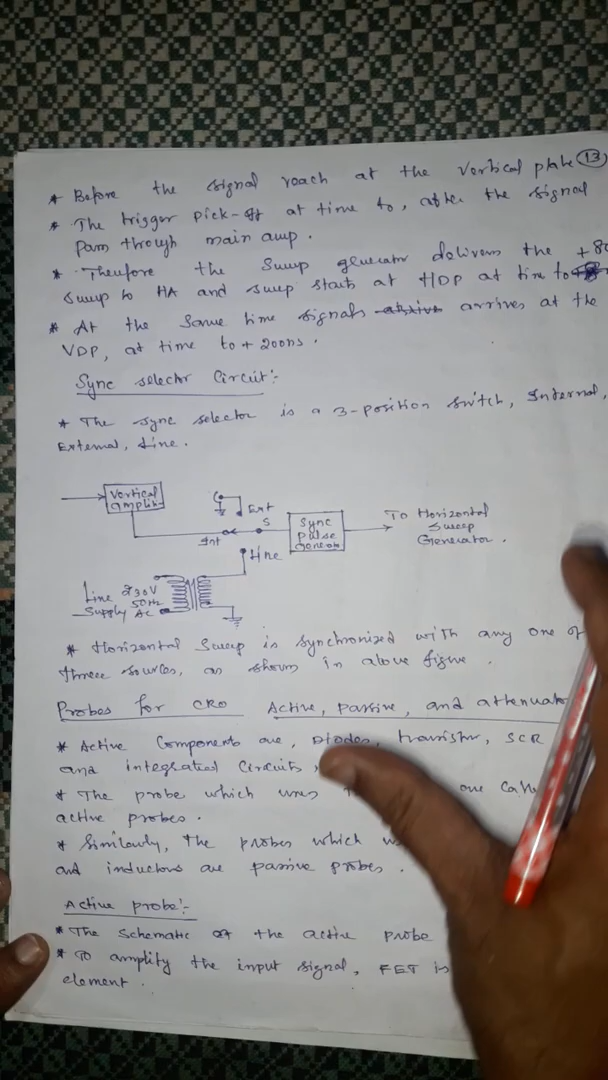 13
* Before the signal reach at the vertical plate
* The trigger pick-off at time to, after the signal
pass through main amp.
* Therefore the Sweep generator delivers the +80
sweep to HA and sweep starts at HDP at time to
* At the same time signals arrives at the
VDP, at time to + 200ns.
Sync selector Circuit:-
* The sync selector is a 3-position switch, Internal,
External, Line.
Vertical
amplifi
Ext
S
Int
Line
Sync
Pulse
Generato
To Horizontal
Sweep
Generator.
Line 230V
50Hz
Supply AC
* Horizontal Sweep is synchronized with any one of
threee sources, as shown in above figure.
Probes for CRO Active, passive, and attenuator
* Active Components are, Diodes, transistor, SCR
and integrated circuits,
* The probe which uses one
active probes.
* Similarly, the probes which
and inductors are passive probes.
Active probe:-
* The schematic of the active probe
* To amplify the input signal, FET is
element.